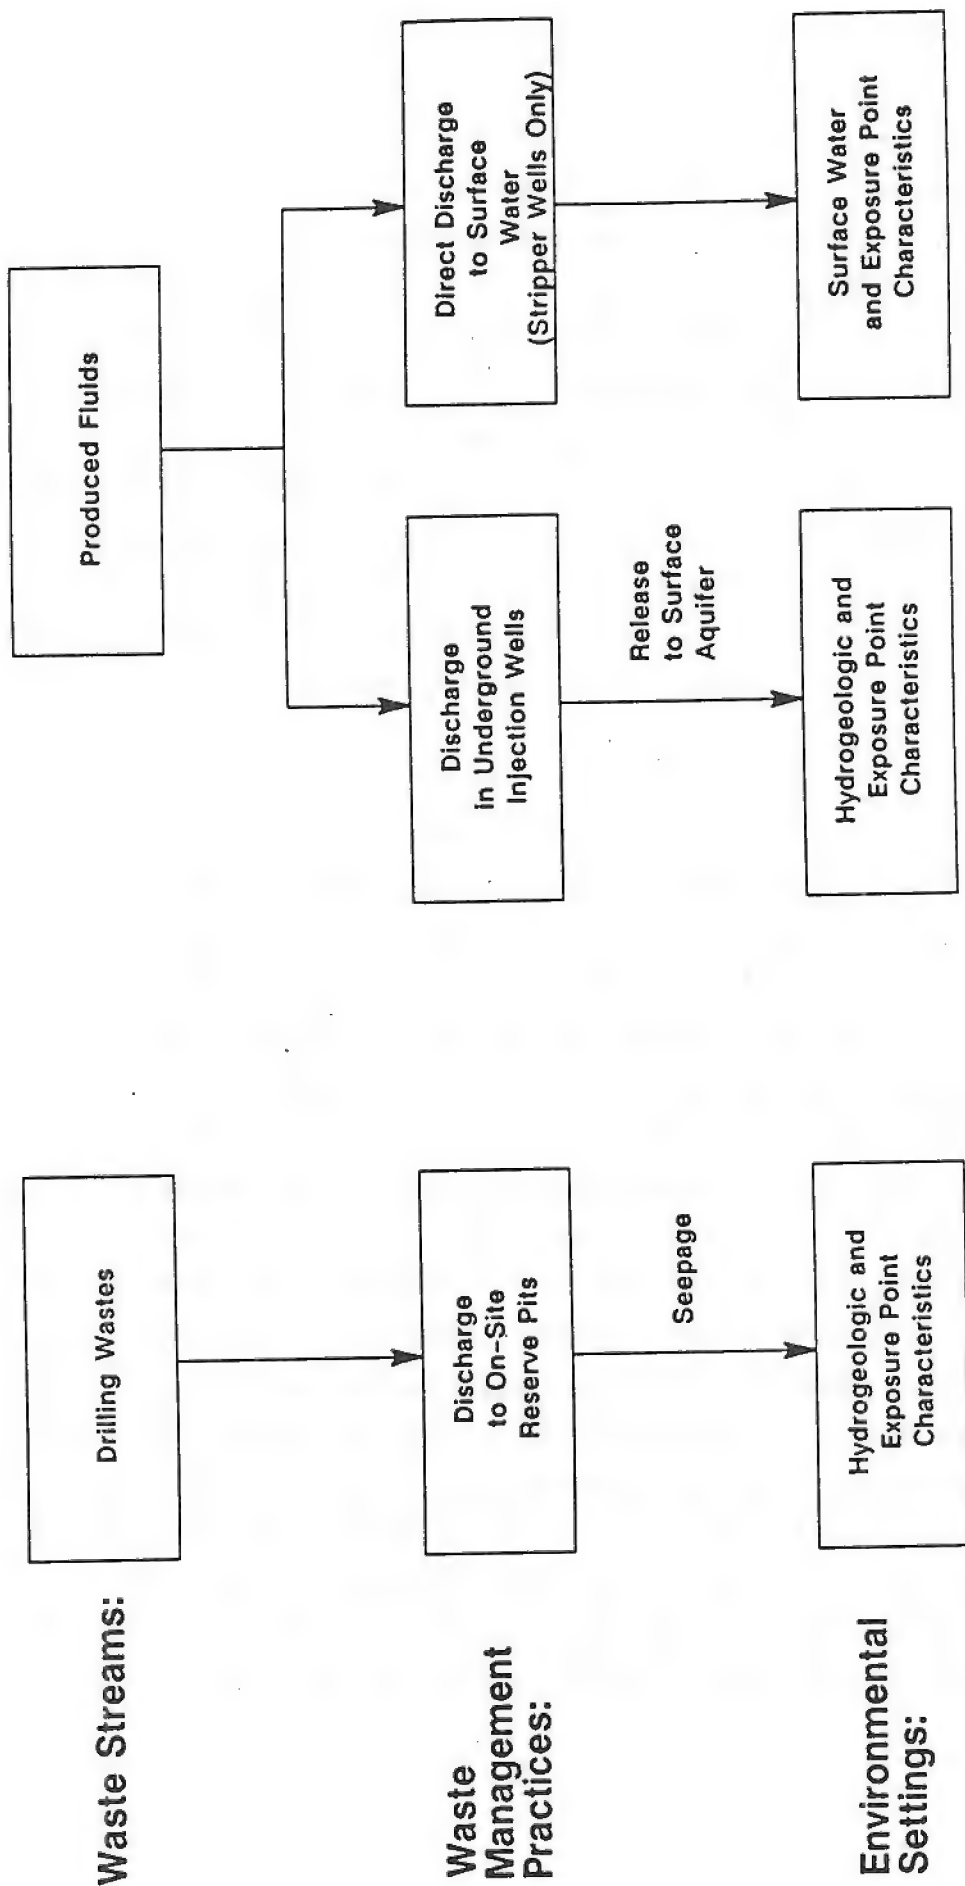 Waste Streams:
Drilling Wastes
Produced Fluids
Waste
Management
Practices:
Discharge
to On-Site
Reserve Pits
Discharge
in Underground
Injection Wells
Direct Discharge
to Surface
Water
(Stripper Wells Only)
Seepage
Release
to Surface
Aquifer
Environmental
Settings:
Hydrogeologic and
Exposure Point
Characteristics
Hydrogeologic and
Exposure Point
Characteristics
Surface Water
and Exposure Point
Characteristics